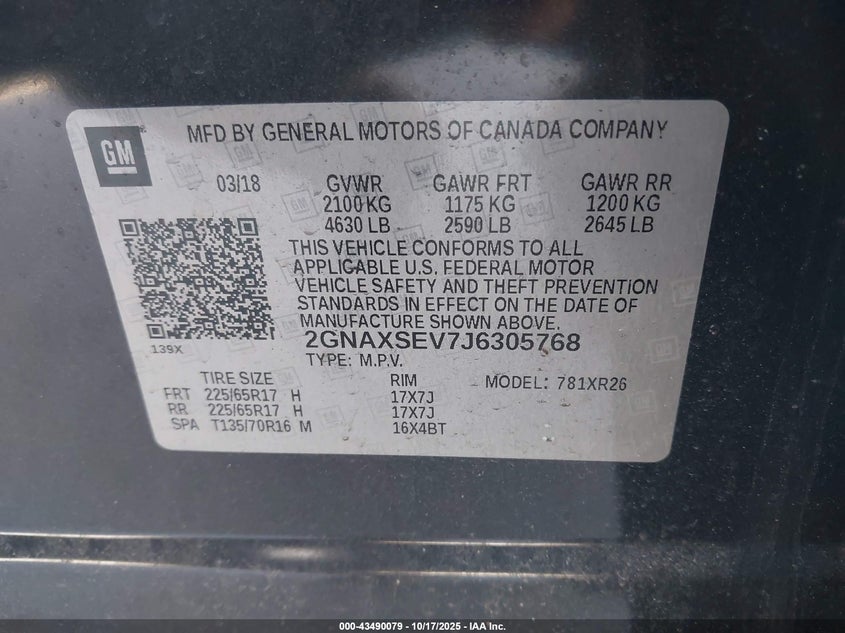 GM
MFD BY GENERAL MOTORS OF CANADA COMPANY
03/18 GVWR GAWR FRT GAWR RR
2100 KG 1175 KG 1200 KG
4630 LB 2590 LB 2645 LB
THIS VEHICLE CONFORMS TO ALL
APPLICABLE U.S. FEDERAL MOTOR
VEHICLE SAFETY AND THEFT PREVENTION
STANDARDS IN EFFECT ON THE DATE OF
MANUFACTURE SHOWN ABOVE.
139X
2GNAXSEV7J6305768
TYPE: M.P.V.
TIRE SIZE RIM MODEL: 781XR26
FRT 225/65R17 H 17X7J
RR 225/65R17 H 17X7J
SPA T135/70R16 M 16X4BT
000-43490079 - 10/17/2025 - IAA Inc.